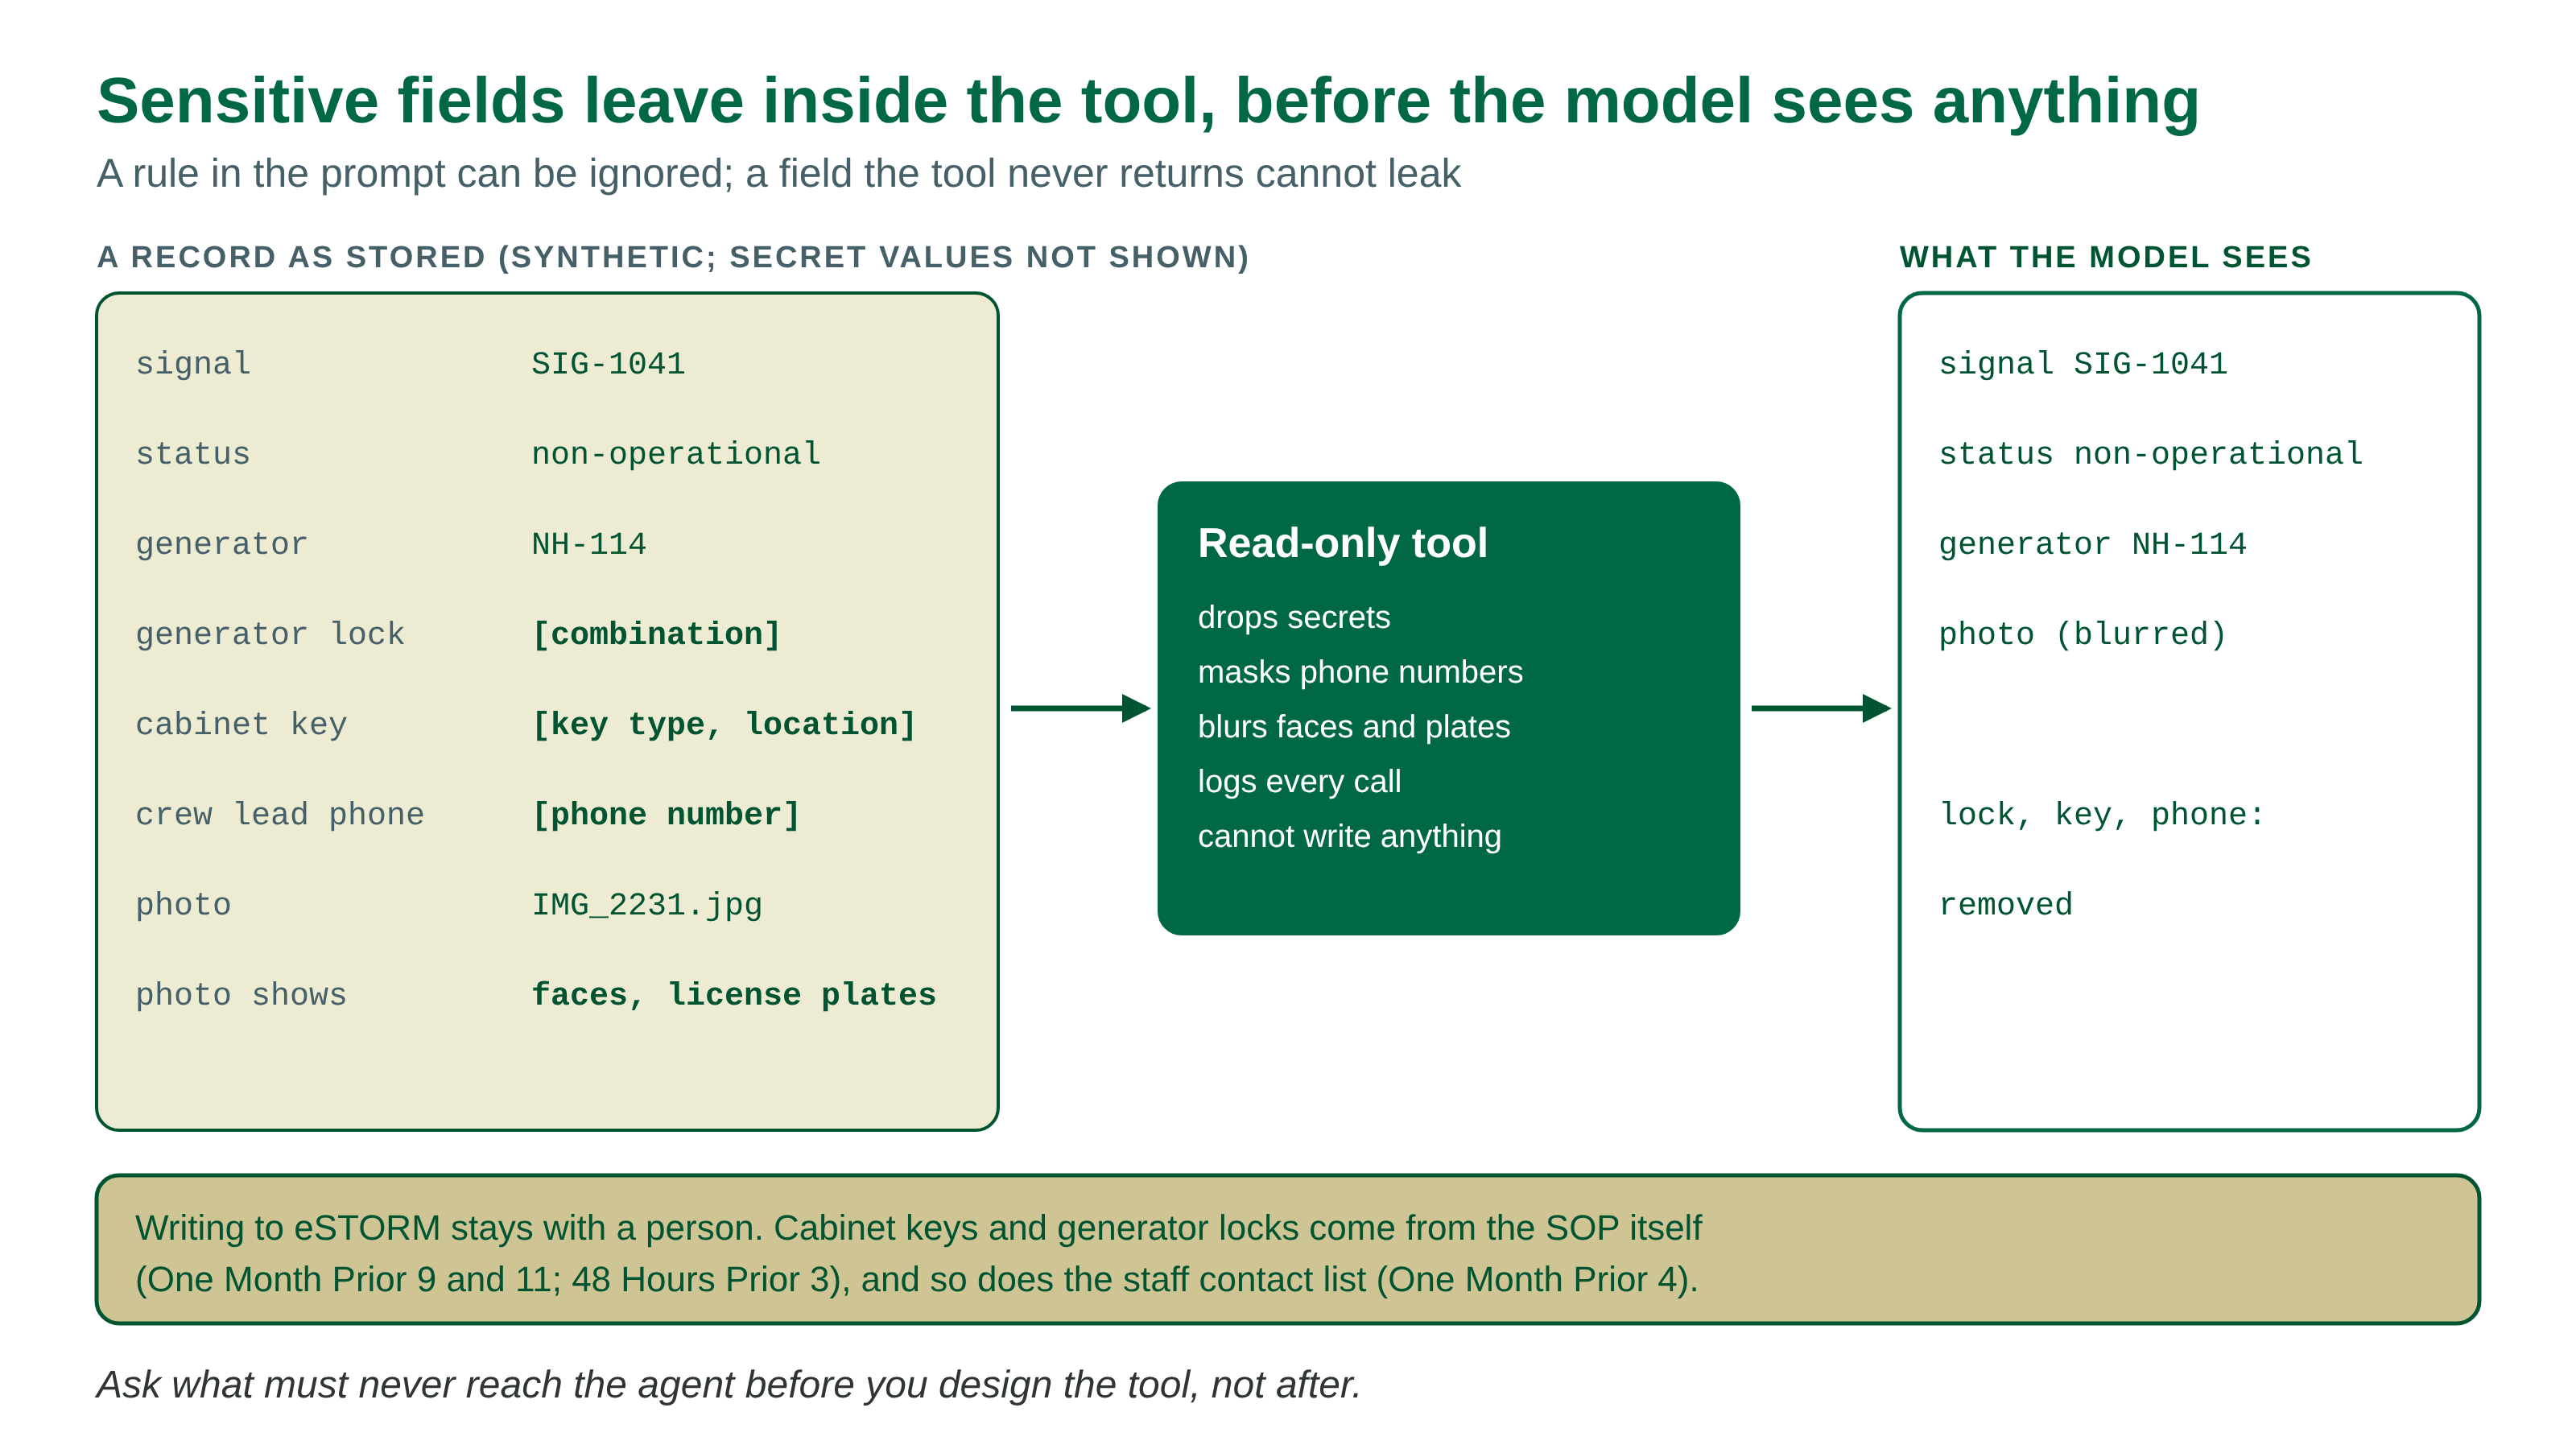 Sensitive fields leave inside the tool, before the model sees anything
A rule in the prompt can be ignored; a field the tool never returns cannot leak
A RECORD AS STORED (SYNTHETIC; SECRET VALUES NOT SHOWN)
signal SIG-1041
status non-operational
generator NH-114
generator lock [combination]
cabinet key [key type, location]
crew lead phone [phone number]
photo IMG_2231.jpg
photo shows faces, license plates
Read-only tool
drops secrets
masks phone numbers
blurs faces and plates
logs every call
cannot write anything
WHAT THE MODEL SEES
signal SIG-1041
status non-operational
generator NH-114
photo (blurred)
lock, key, phone:
removed
Writing to eSTORM stays with a person. Cabinet keys and generator locks come from the SOP itself
(One Month Prior 9 and 11; 48 Hours Prior 3), and so does the staff contact list (One Month Prior 4).
Ask what must never reach the agent before you design the tool, not after.